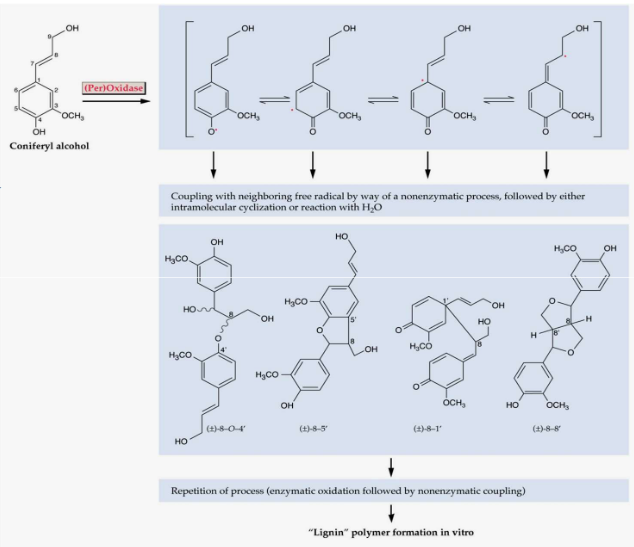 OH
9
8
7
1
6
2
5
3
4
OCH3
OH
Coniferyl alcohol
(Per)Oxidase
OH
OCH3
O•
OH
OCH3
O
OH
OCH3
O
OH
OCH3
O
Coupling with neighboring free radical by way of a nonenzymatic process, followed by either
intramolecular cyclization or reaction with H2O
OH
H3CO
HO
8
OH
O
4′
H3CO
HO
(±)-8–O–4′
HO
H3CO
5′
O
8
OH
H3CO
OH
(±)-8–5′
1′
OH
O
HO
H3CO
8
O
OCH3
(±)-8–1′
H3CO
OH
O
8
H
H
8′
O
HO
OCH3
(±)-8–8′
Repetition of process (enzymatic oxidation followed by nonenzymatic coupling)
“Lignin” polymer formation in vitro